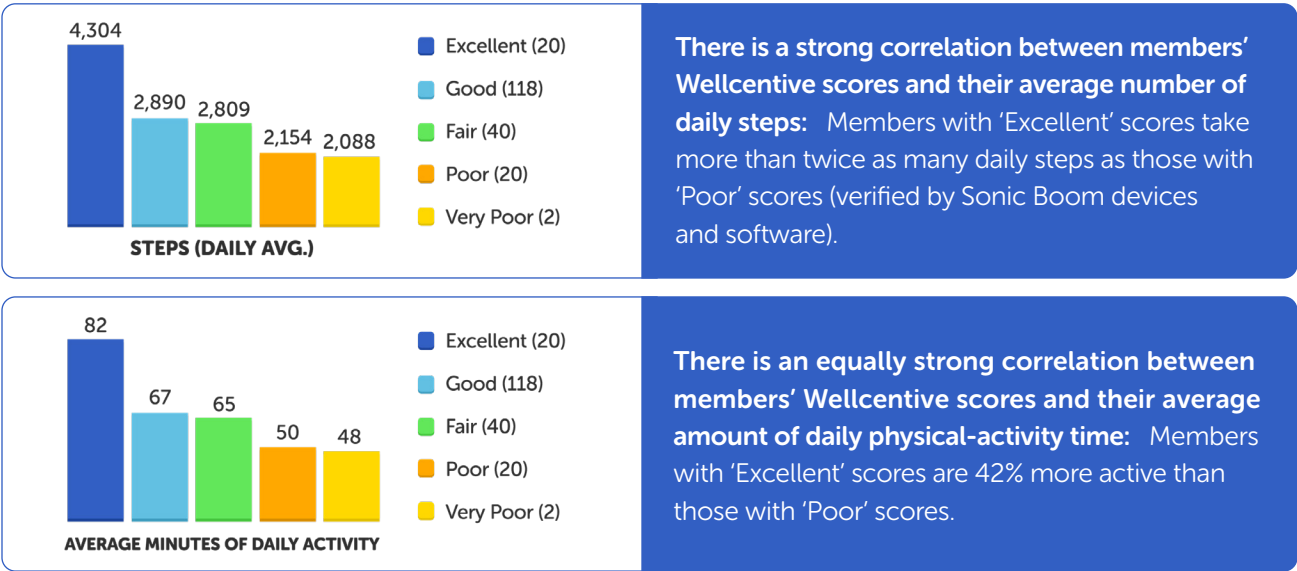 4,304
2,890
2,809
2,154
2,088
STEPS (DAILY AVG.)
Excellent (20)
Good (118)
Fair (40)
Poor (20)
Very Poor (2)
There is a strong correlation between members’
Wellcentive scores and their average number of
daily steps: Members with ‘Excellent’ scores take
more than twice as many daily steps as those with
‘Poor’ scores (verified by Sonic Boom devices
and software).
82
67
65
50
48
AVERAGE MINUTES OF DAILY ACTIVITY
Excellent (20)
Good (118)
Fair (40)
Poor (20)
Very Poor (2)
There is an equally strong correlation between
members’ Wellcentive scores and their average
amount of daily physical-activity time: Members
with ‘Excellent’ scores are 42% more active than
those with ‘Poor’ scores.